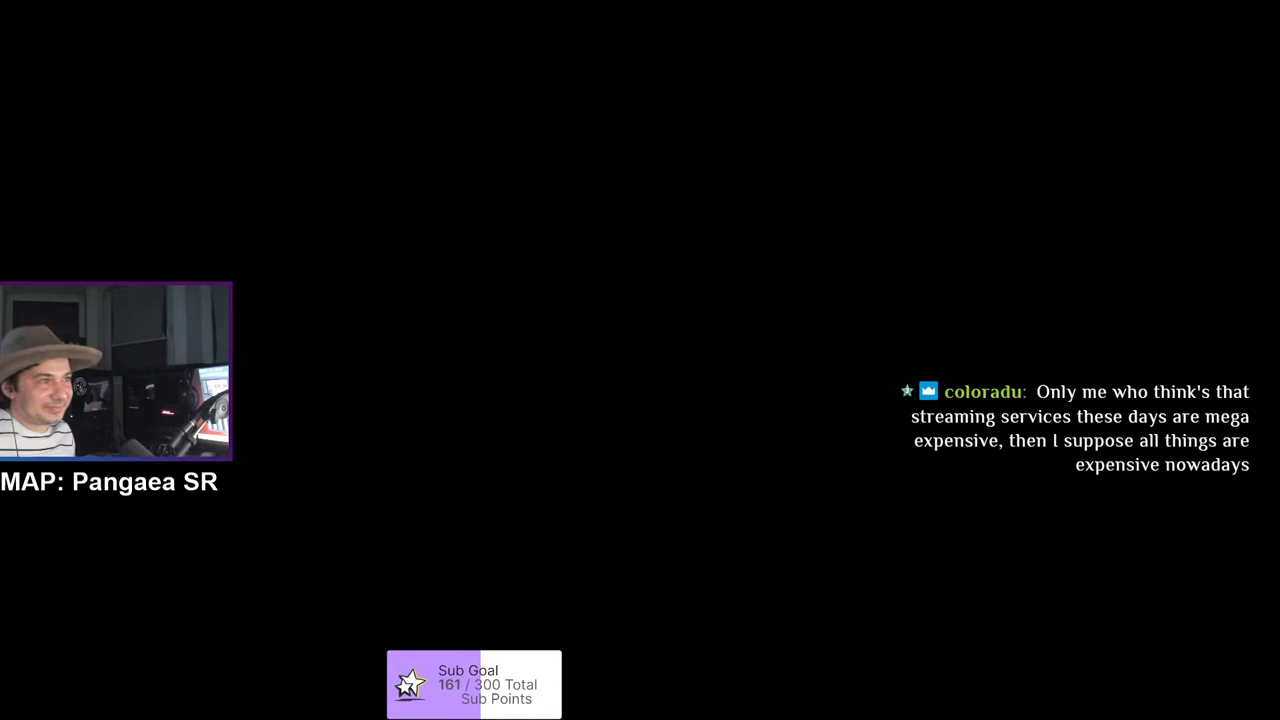 coloradu: Only me who think's that
streaming services these days are mega
expensive, then I suppose all things are
expensive nowadays
MAP: Pangaea SR
Sub Goal
161 / 300 Total
Sub Points